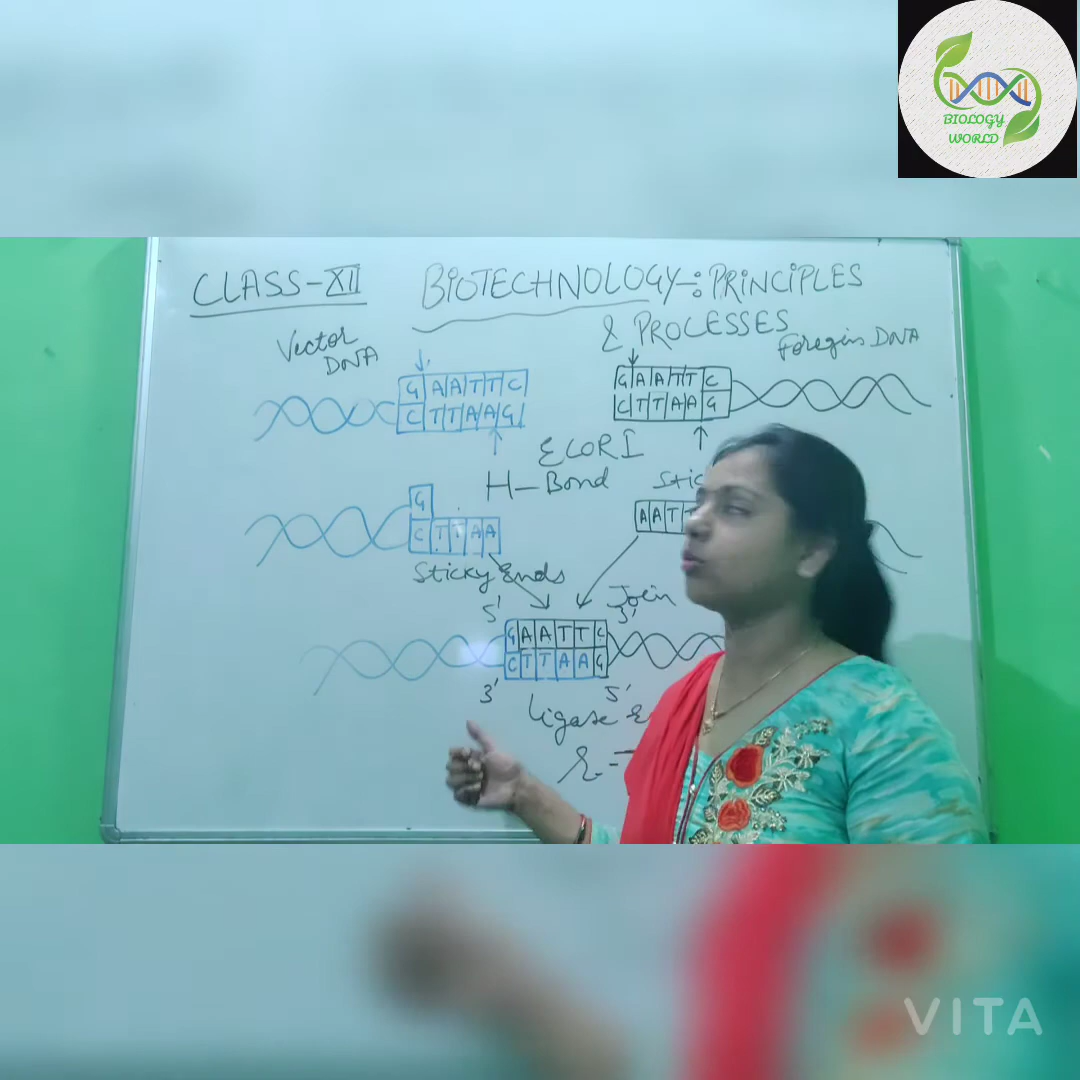 BIOLOGY
WORLD
CLASS-XII
BIOTECHNOLOGY-: PRINCIPLES
& PROCESSES
Vector
DNA
Foregin DNA
G A A T T C
C T T A A G
G A A T T C
C T T A A G
ECORI
H-Bond
G
C T T A A
Sticky Ends
A A T
Join
5'
3'
G A A T T C
C T T A A G
3'
5'
Ligase
VITA